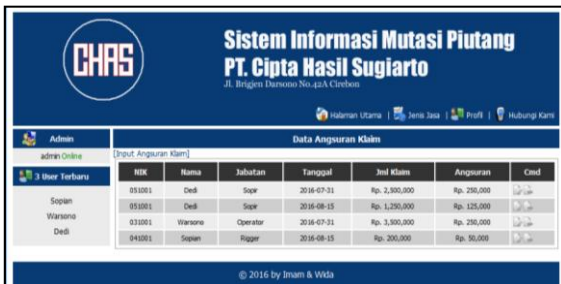 CHAS
Sistem Informasi Mutasi Piutang
PT. Cipta Hasil Sugiarto
Jl. Brigjen Darsono No.42A Cirebon
Halaman Utama | Jenis Jasa | Profil | Hubungi Kami
Admin
admin Online
3 User Terbaru
Sopian
Warsono
Dedi
Data Angsuran Klaim
[Input Angsuran Klaim]
NIK Nama Jabatan Tanggal Jml Klaim Angsuran Cmd
051001 Dedi Sopir 2016-07-31 Rp. 2,500,000 Rp. 250,000
051001 Dedi Sopir 2016-08-15 Rp. 1,250,000 Rp. 125,000
031001 Warsono Operator 2016-07-31 Rp. 3,500,000 Rp. 250,000
041001 Sopian Rigger 2016-08-15 Rp. 200,000 Rp. 50,000
© 2016 by Imam & Wida